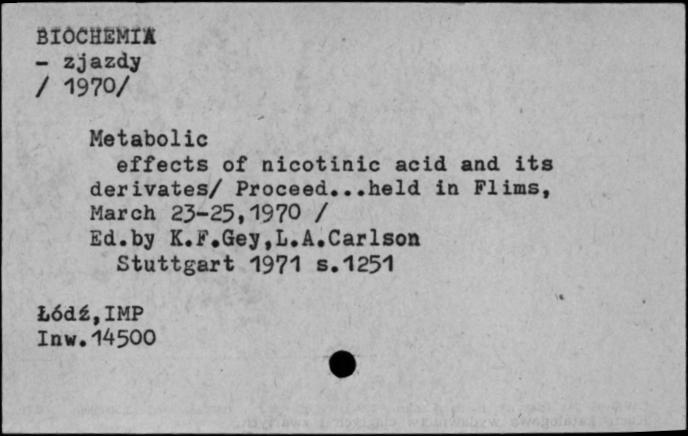 BIOCHEMIA
- zjazdy
/ 1970/
Metabolic
effects of nicotinic acid and its
derivates/ Proceed...held in Flims,
March 23-25,1970 /
Ed.by K.F.Gey,L.A.Carlson
Stuttgart 1971 s.1251
Łódź,IMP
Inw.14500